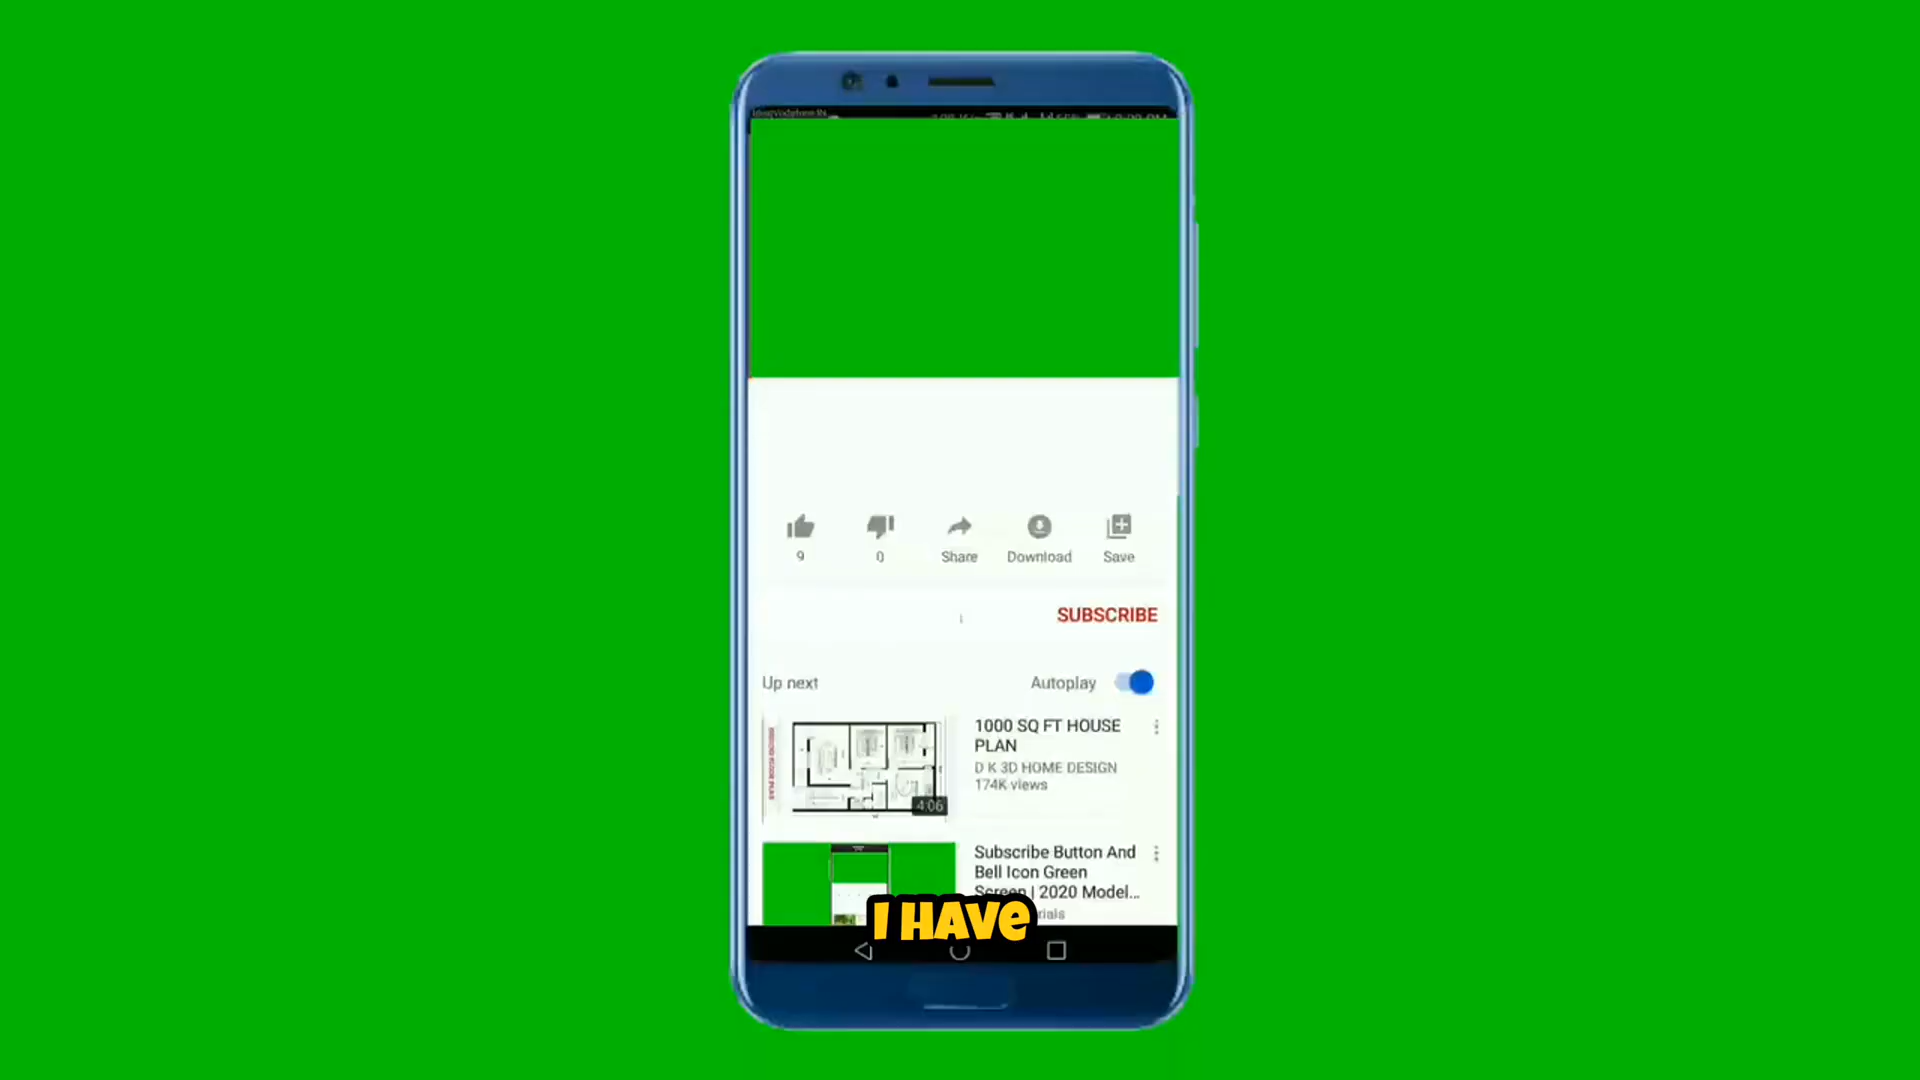 9
0
Share
Download
Save
SUBSCRIBE
Up next
Autoplay
1000 SQ FT HOUSE
PLAN
D K 3D HOME DESIGN
174K views
4:06
Subscribe Button And
Bell Icon Green
Screen | 2020 Model...
I HAVE